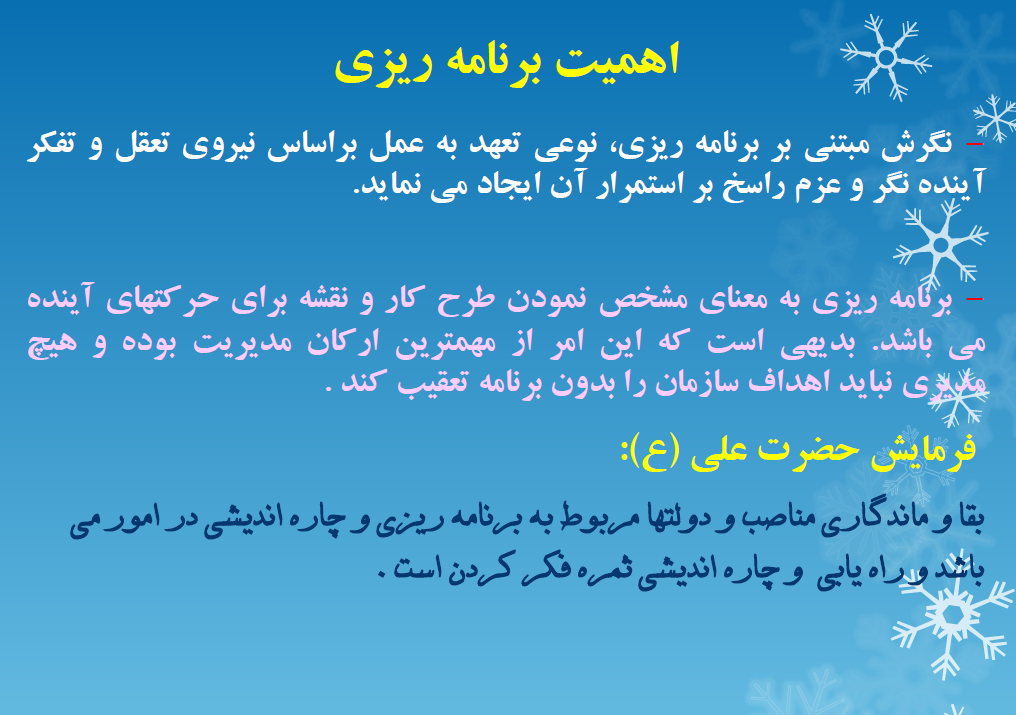 اهمیت برنامه ریزی
– نگرش مبتنی بر برنامه ریزی، نوعی تعهد به عمل براساس نیروی تعقل و تفکر
آینده نگر و عزم راسخ بر استمرار آن ایجاد می نماید.
– برنامه ریزی به معنای مشخص نمودن طرح کار و نقشه برای حرکتهای آینده
می باشد. بدیهی است که این امر از مهمترین ارکان مدیریت بوده و هیچ
مدیری نباید اهداف سازمان را بدون برنامه تعقیب کند .
فرمایش حضرت علی (ع):
بقا و ماندگاری مناصب و دولتها مربوط به برنامه ریزی و چاره اندیشی در امور می
باشد و راه یابی و چاره اندیشی ثمره فکر کردن است .